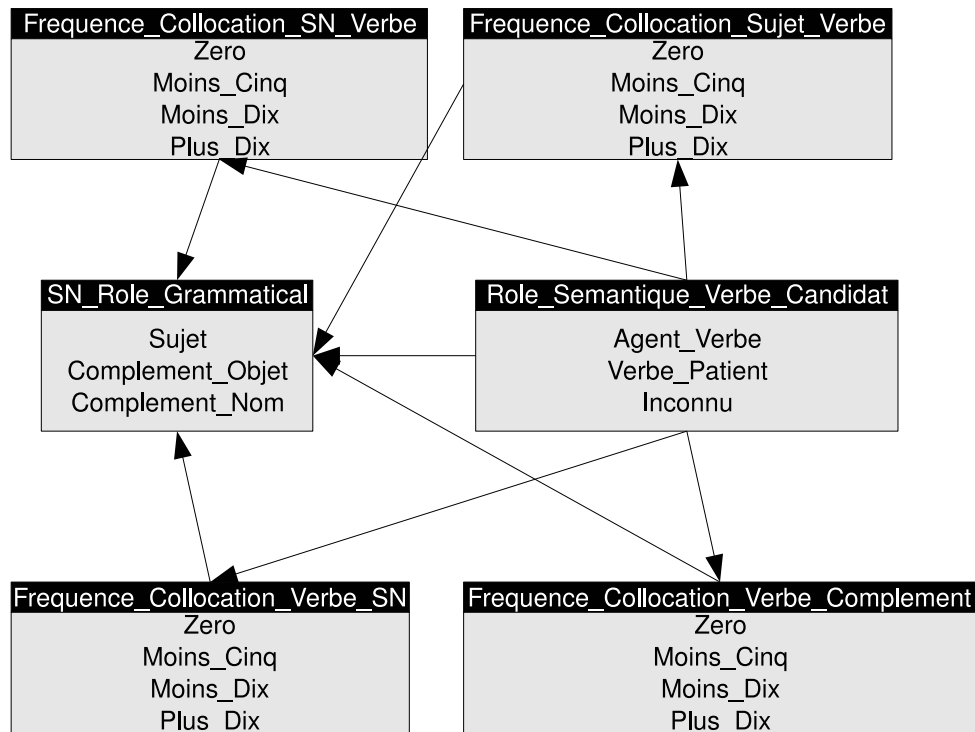 Frequence_Collocation_SN_Verbe
Zero
Moins_Cinq
Moins_Dix
Plus_Dix
Frequence_Collocation_Sujet_Verbe
Zero
Moins_Cinq
Moins_Dix
Plus_Dix
SN_Role_Grammatical
Sujet
Complement_Objet
Complement_Nom
Role_Semantique_Verbe_Candidat
Agent_Verbe
Verbe_Patient
Inconnu
Frequence_Collocation_Verbe_SN
Zero
Moins_Cinq
Moins_Dix
Plus_Dix
Frequence_Collocation_Verbe_Complement
Zero
Moins_Cinq
Moins_Dix
Plus_Dix